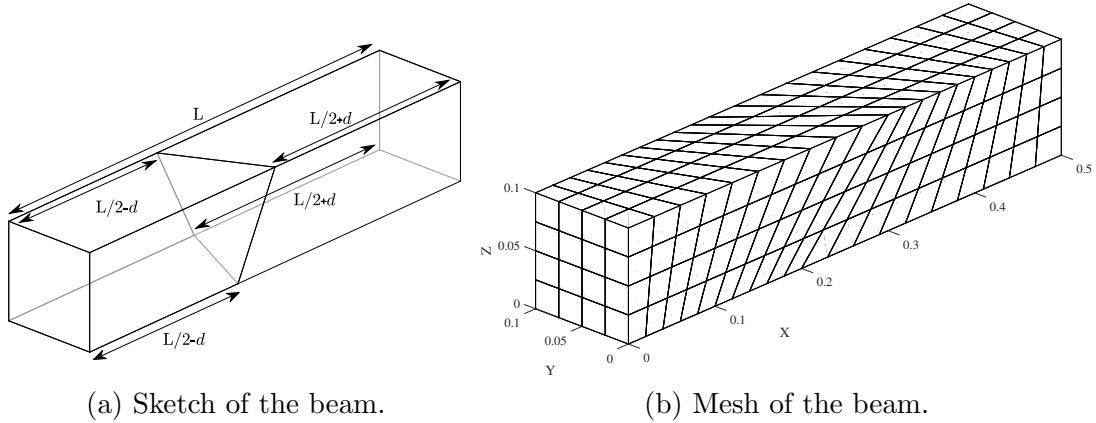 L
L/2+d
L/2-d
L/2+d
L/2-d
0.1
0.05
0
Z
0.1
0.05
0
Y
0
0.1
0.2
0.3
0.4
0.5
X
(a) Sketch of the beam.
(b) Mesh of the beam.